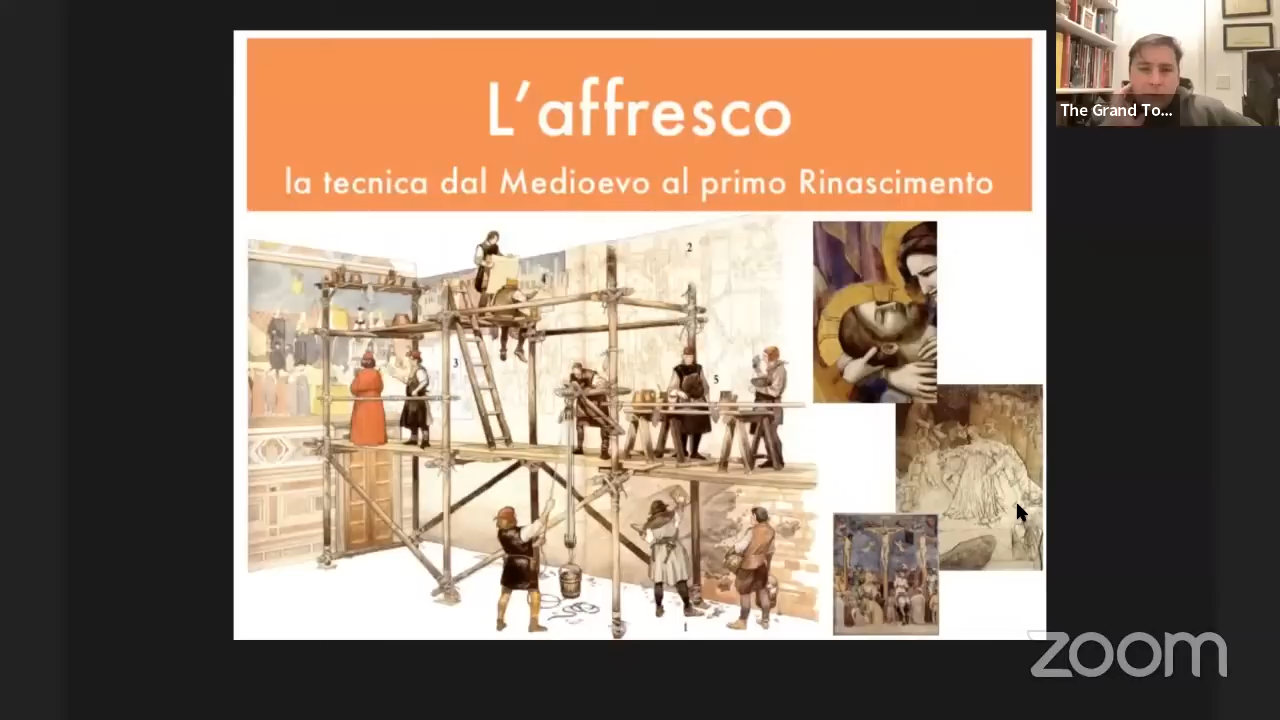 L'affresco
la tecnica dal Medioevo al primo Rinascimento
The Grand To...
2
3
5
1
zoom